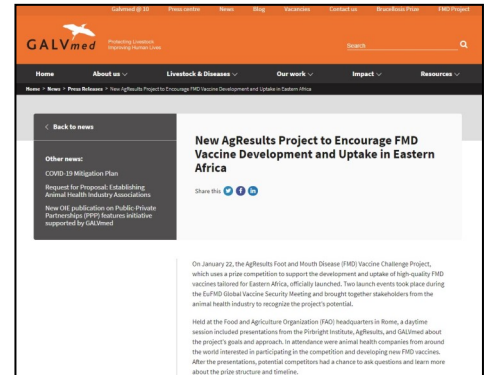 Galvmed @ 10 Press centre News Blog Vacancies Contact us Brucellosis Prize FMD Project
GALVmed
Protecting Livestock
Improving Human Lives
Search
Home About us Livestock & Diseases Our work Impact Resources
Home > News > Press Releases > New AgResults Project to Encourage FMD Vaccine Development and Uptake in Eastern Africa
< Back to news
Other news:
COVID-19 Mitigation Plan
Request for Proposal: Establishing
Animal Health Industry Associations
New OIE publication on Public-Private
Partnerships (PPP) features initiative
supported by GALVmed
New AgResults Project to Encourage FMD
Vaccine Development and Uptake in Eastern
Africa
Share this
On January 22, the AgResults Foot and Mouth Disease (FMD) Vaccine Challenge Project,
which uses a prize competition to support the development and uptake of high-quality FMD
vaccines tailored for Eastern Africa, officially launched. Two launch events took place during
the EuFMD Global Vaccine Security Meeting and brought together stakeholders from the
animal health industry to recognize the project's potential.
Held at the Food and Agriculture Organization (FAO) headquarters in Rome, a daytime
session included presentations from the Pirbright Institute, AgResults, and GALVmed about
the project's goals and approach. In attendance were animal health companies from around
the world interested in participating in the competition and developing new FMD vaccines.
After the presentations, potential competitors had a chance to ask questions and learn more
about the prize structure and timeline.